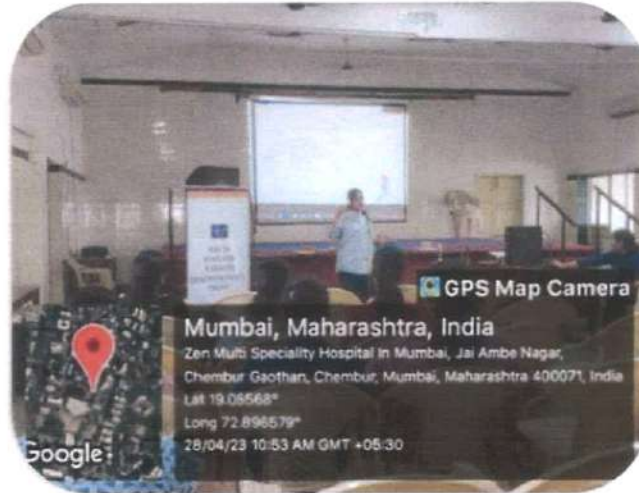 GPS Map Camera
Mumbai, Maharashtra, India
Zen Multi Speciality Hospital In Mumbai, Jai Ambe Nagar,
Chembur Gaothan, Chembur, Mumbai, Maharashtra 400071, India
Lat 19.05568°
Long 72.896579°
28/04/23 10:53 AM GMT +05:30
Google